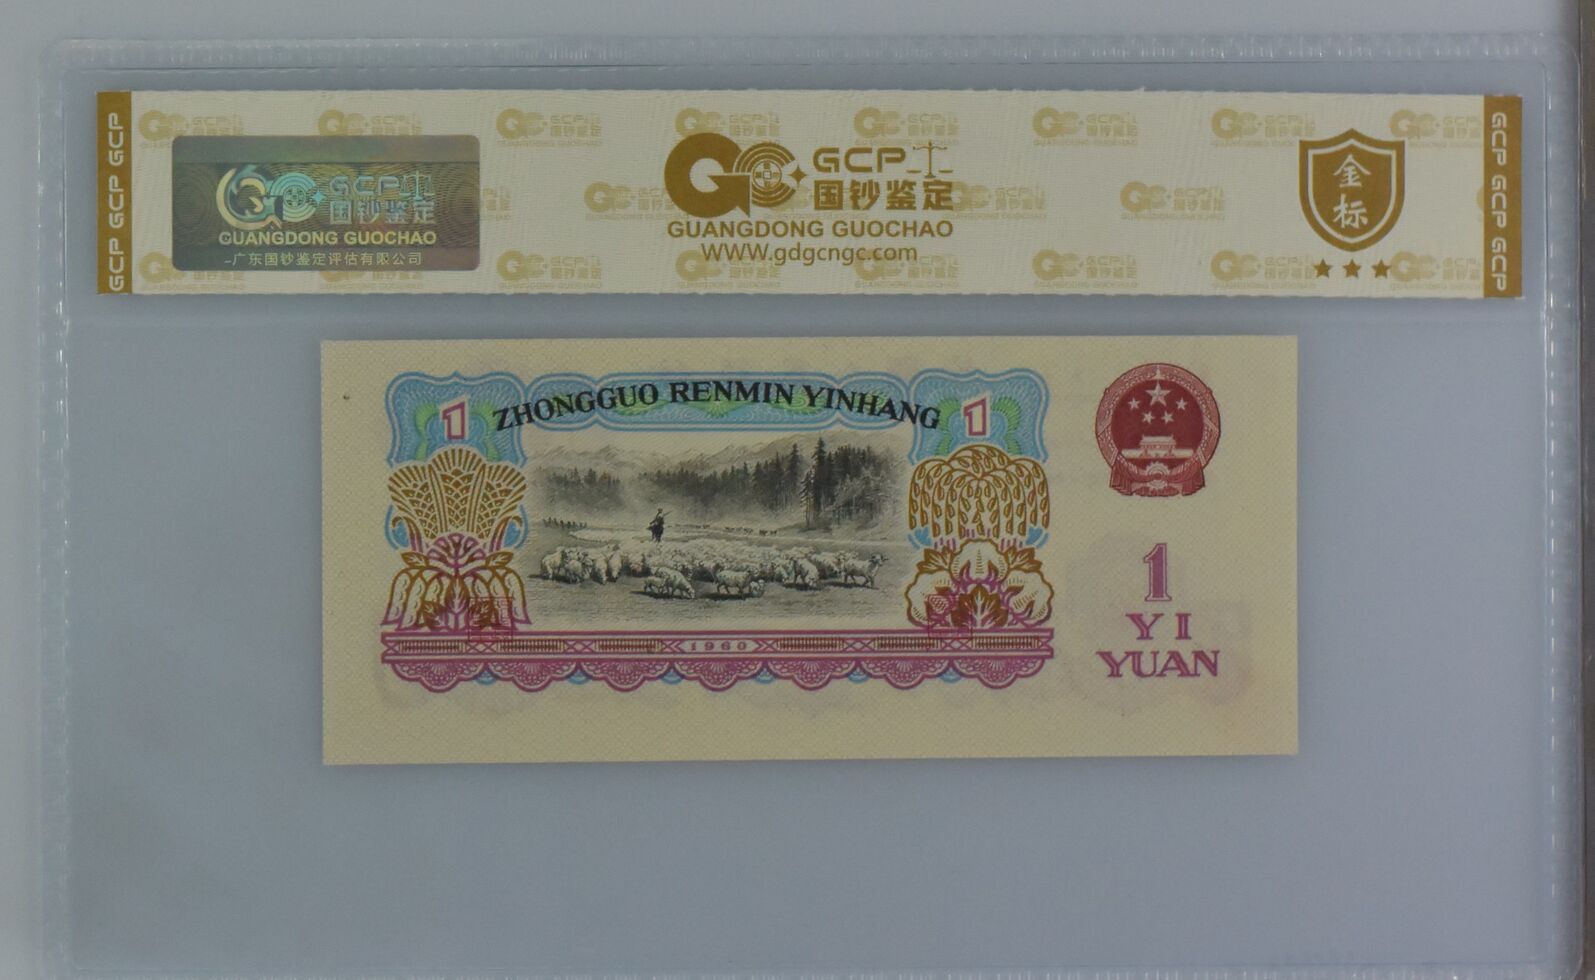 GCP GCP GCP
GCP 国钞鉴定
GUANGDONG GUOCHAO
-广东国钞鉴定评估有限公司
GCP
国钞鉴定
GUANGDONG GUOCHAO
WWW.gdgcngc.com
金标
GCP GCP GCP
ZHONGGUO RENMIN YINHANG
1
1
1960
1
YI
YUAN